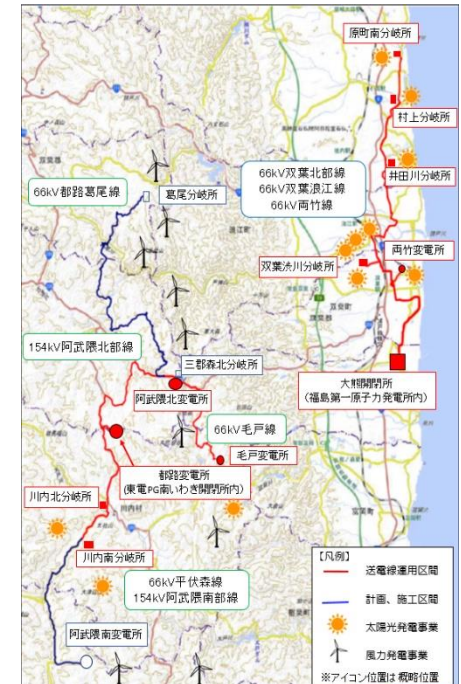 原町南分岐所
村上分岐所
井田川分岐所
66kV双葉北部線
66kV双葉浪江線
66kV両竹線
66kV都路葛尾線
葛尾分岐所
両竹変電所
双葉渋川分岐所
154kV阿武隈北部線
三郡森北分岐所
大熊開閉所
(福島第一原子力発電所内)
阿武隈北変電所
66kV毛戸線
毛戸変電所
都路変電所
(東電PG南いわき開閉所内)
川内北分岐所
川内南分岐所
66kV平伏森線
154kV阿武隈南部線
阿武隈南変電所
【凡例】
送電線運用区間
計画、施工区間
太陽光発電事業
風力発電事業
※アイコン位置は概略位置